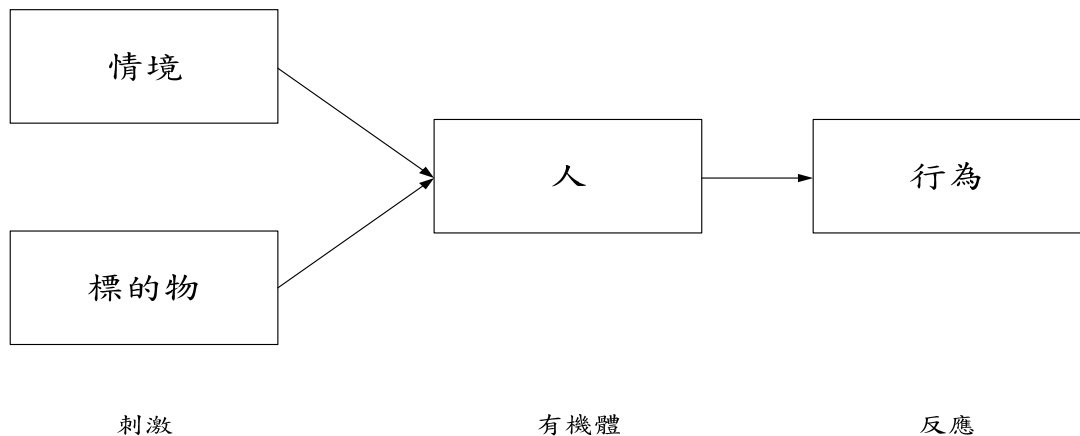 情境
標的物
人
行為
刺激
有機體
反應